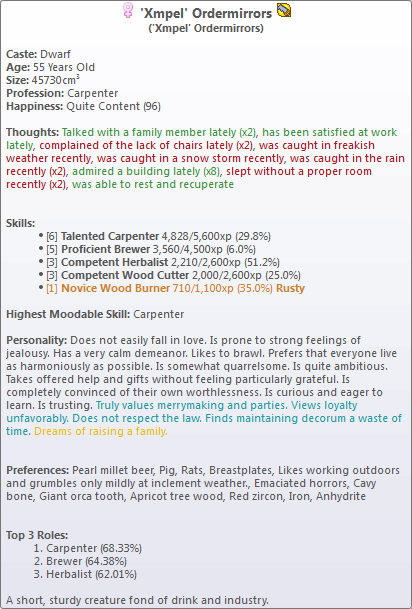 'Xmpel' Ordermirrors
('Xmpel' Ordermirrors)
Caste: Dwarf
Age: 55 Years Old
Size: 45730cm³
Profession: Carpenter
Happiness: Quite Content (96)
Thoughts: Talked with a family member lately (x2), has been satisfied at work
lately, complained of the lack of chairs lately (x2), was caught in freakish
weather recently, was caught in a snow storm recently, was caught in the rain
recently (x2), admired a building lately (x8), slept without a proper room
recently (x2), was able to rest and recuperate
Skills:
• [6] Talented Carpenter 4,828/5,600xp (29.8%)
• [5] Proficient Brewer 3,560/4,500xp (6.0%)
• [3] Competent Herbalist 2,210/2,600xp (51.2%)
• [3] Competent Wood Cutter 2,000/2,600xp (25.0%)
• [1] Novice Wood Burner 710/1,100xp (35.0%) Rusty
Highest Moodable Skill: Carpenter
Personality: Does not easily fall in love. Is prone to strong feelings of
jealousy. Has a very calm demeanor. Likes to brawl. Prefers that everyone live
as harmoniously as possible. Is somewhat quarrelsome. Is quite ambitious.
Takes offered help and gifts without feeling particularly grateful. Is
completely convinced of their own worthlessness. Is curious and eager to
learn. Is trusting. Truly values merrymaking and parties. Views loyalty
unfavorably. Does not respect the law. Finds maintaining decorum a waste of
time. Dreams of raising a family.
Preferences: Pearl millet beer, Pig, Rats, Breastplates, Likes working outdoors
and grumbles only mildly at inclement weather., Emaciated horrors, Cavy
bone, Giant orca tooth, Apricot tree wood, Red zircon, Iron, Anhydrite
Top 3 Roles:
1. Carpenter (68.33%)
2. Brewer (64.38%)
3. Herbalist (62.01%)
A short, sturdy creature fond of drink and industry.